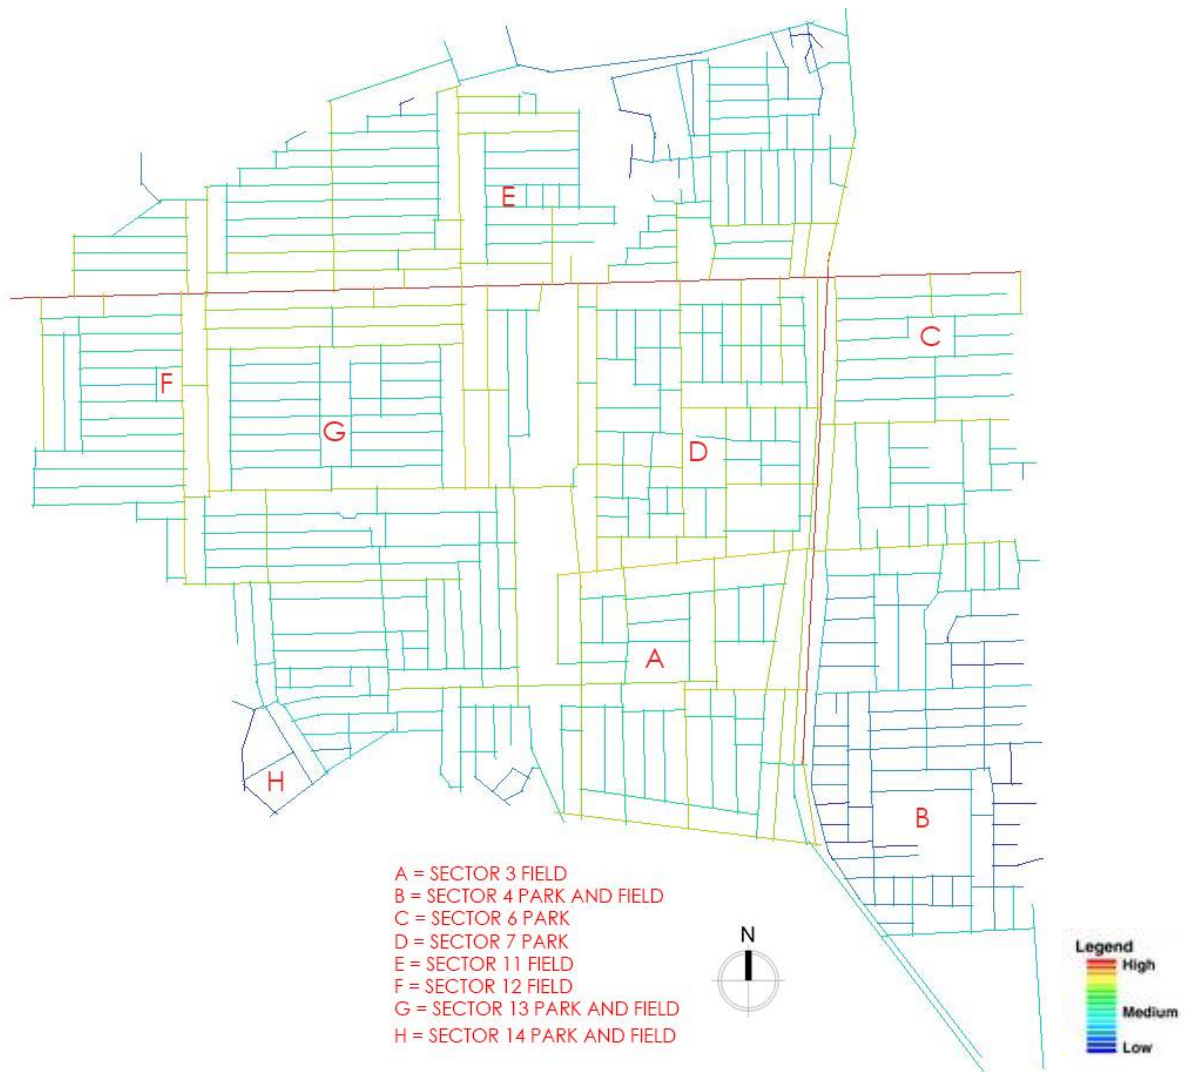 E
C
F
G
D
A
H
B
A = SECTOR 3 FIELD
B = SECTOR 4 PARK AND FIELD
C = SECTOR 6 PARK
D = SECTOR 7 PARK
E = SECTOR 11 FIELD
F = SECTOR 12 FIELD
G = SECTOR 13 PARK AND FIELD
H = SECTOR 14 PARK AND FIELD
N
Legend
High
Medium
Low